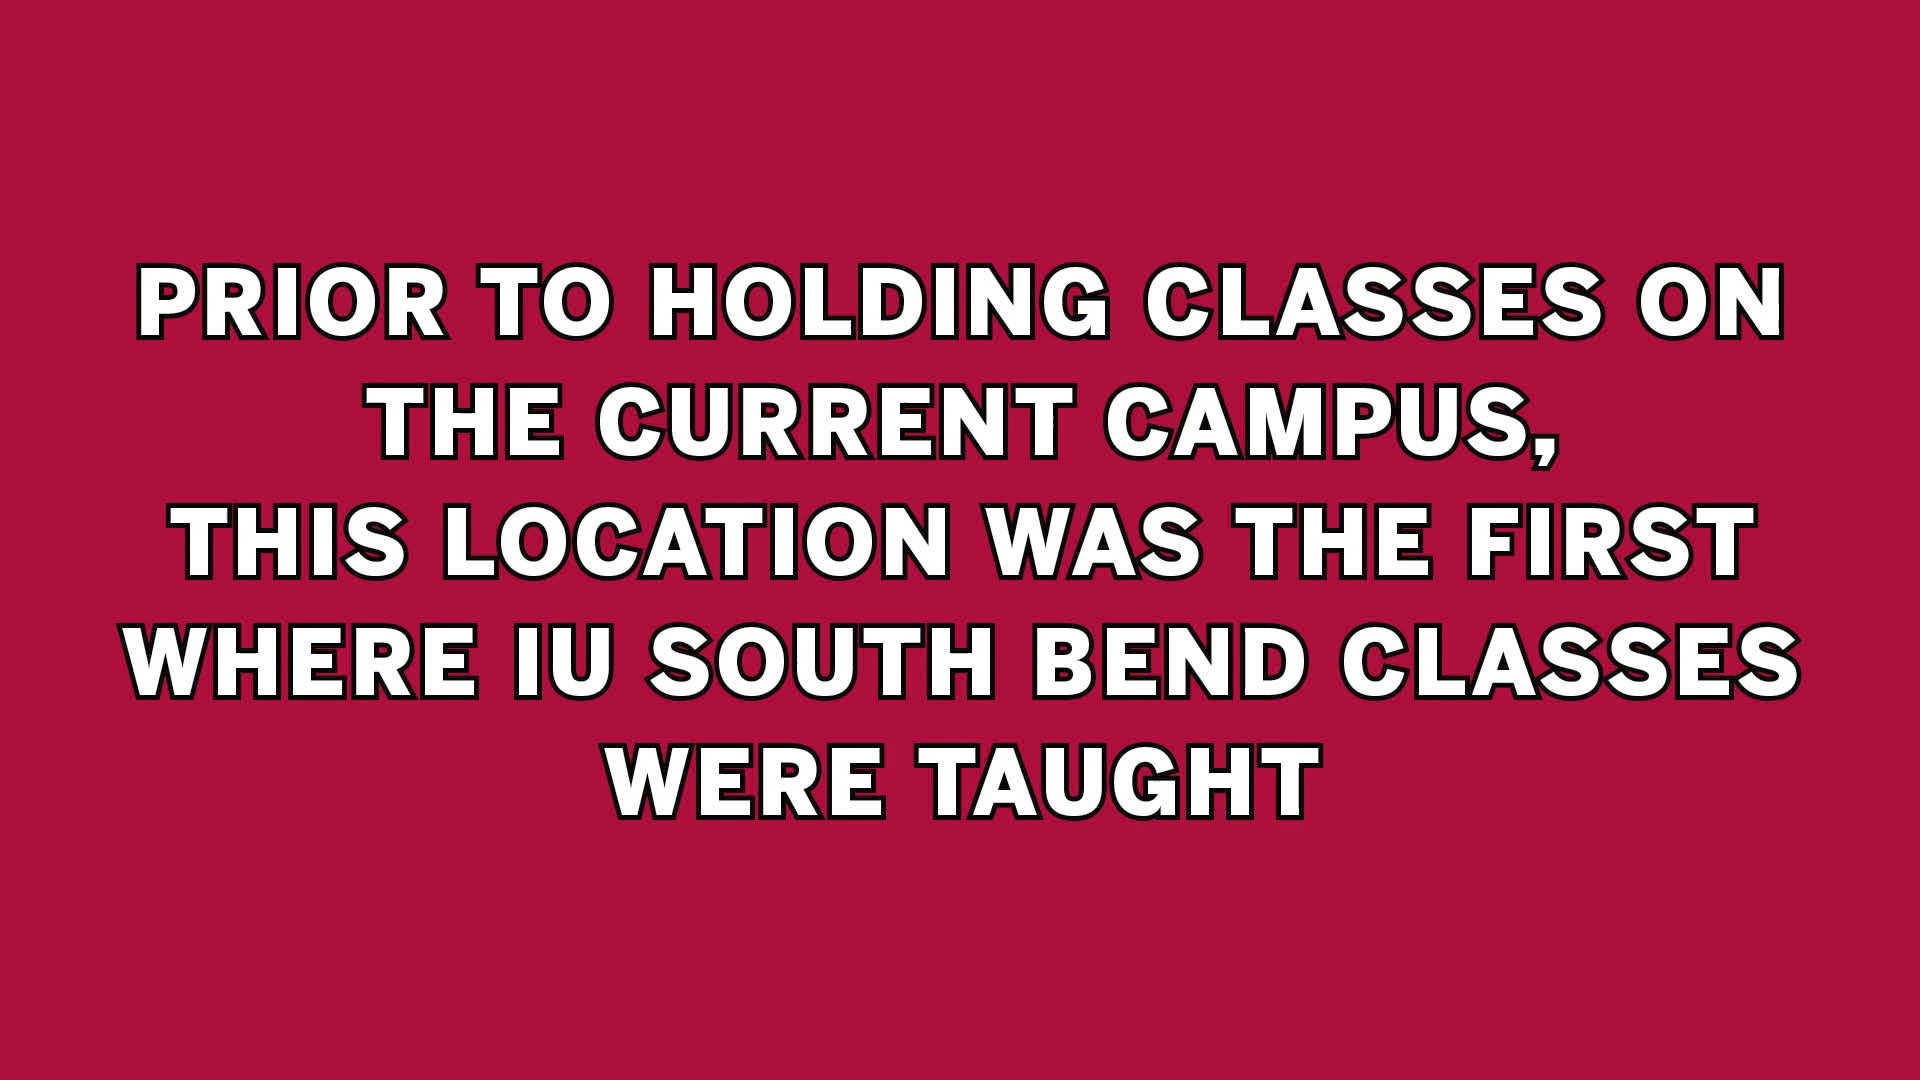 PRIOR TO HOLDING CLASSES ON
THE CURRENT CAMPUS,
THIS LOCATION WAS THE FIRST
WHERE IU SOUTH BEND CLASSES
WERE TAUGHT